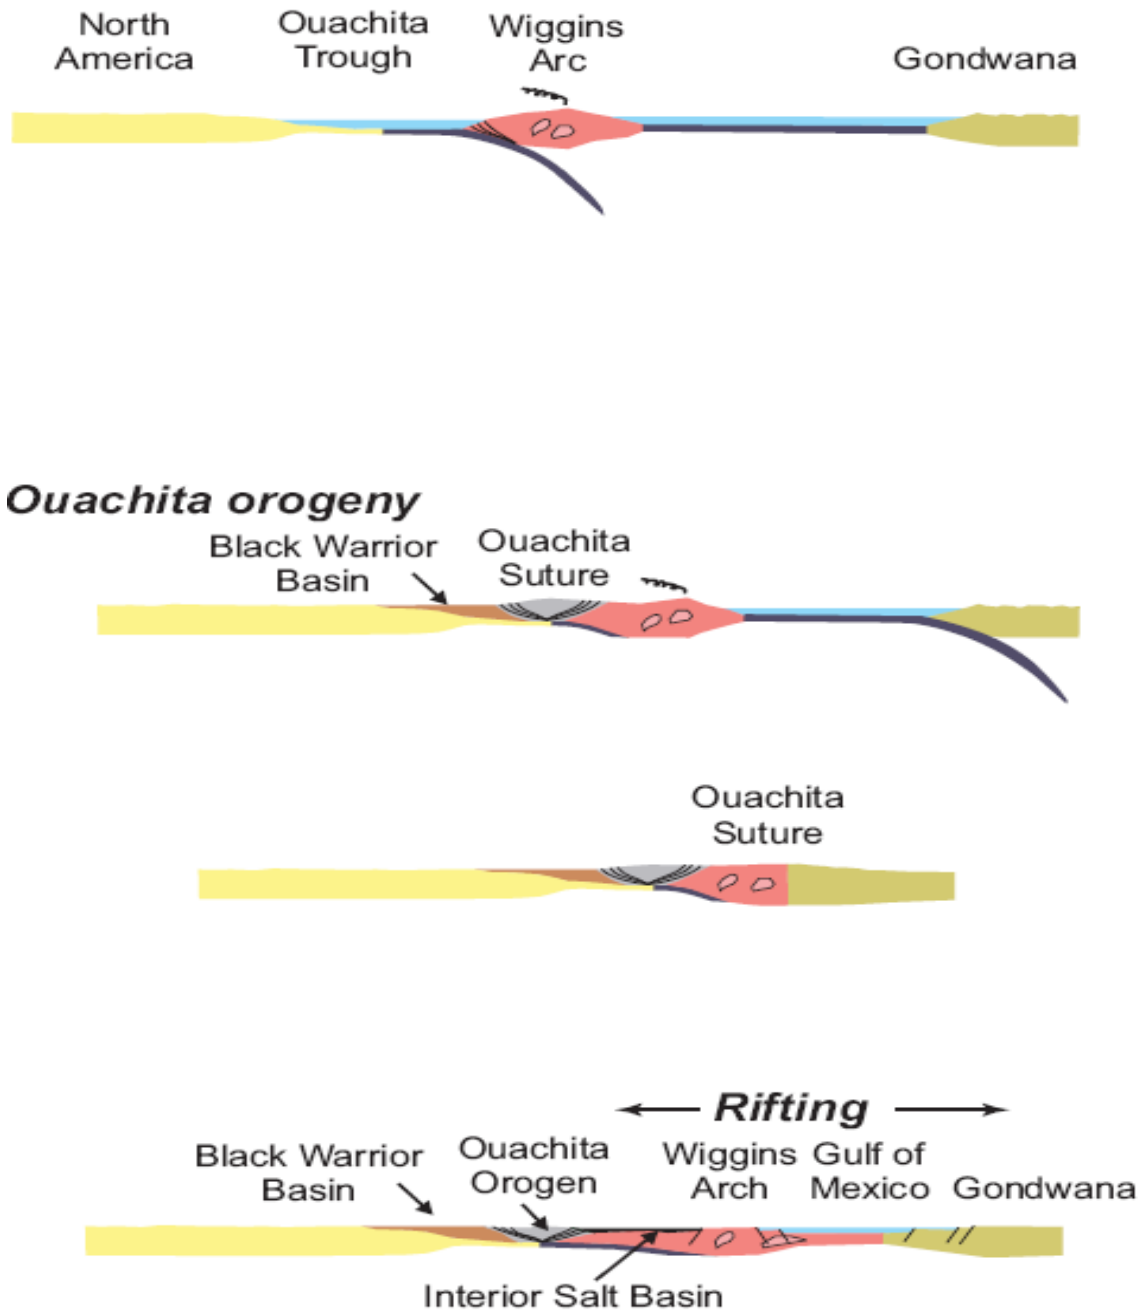 North
America
Ouachita
Trough
Wiggins
Arc
Gondwana
Ouachita orogeny
Black Warrior
Basin
Ouachita
Suture
Ouachita
Suture
Rifting
Black Warrior
Basin
Ouachita
Orogen
Wiggins
Arch
Gulf of
Mexico
Gondwana
Interior Salt Basin